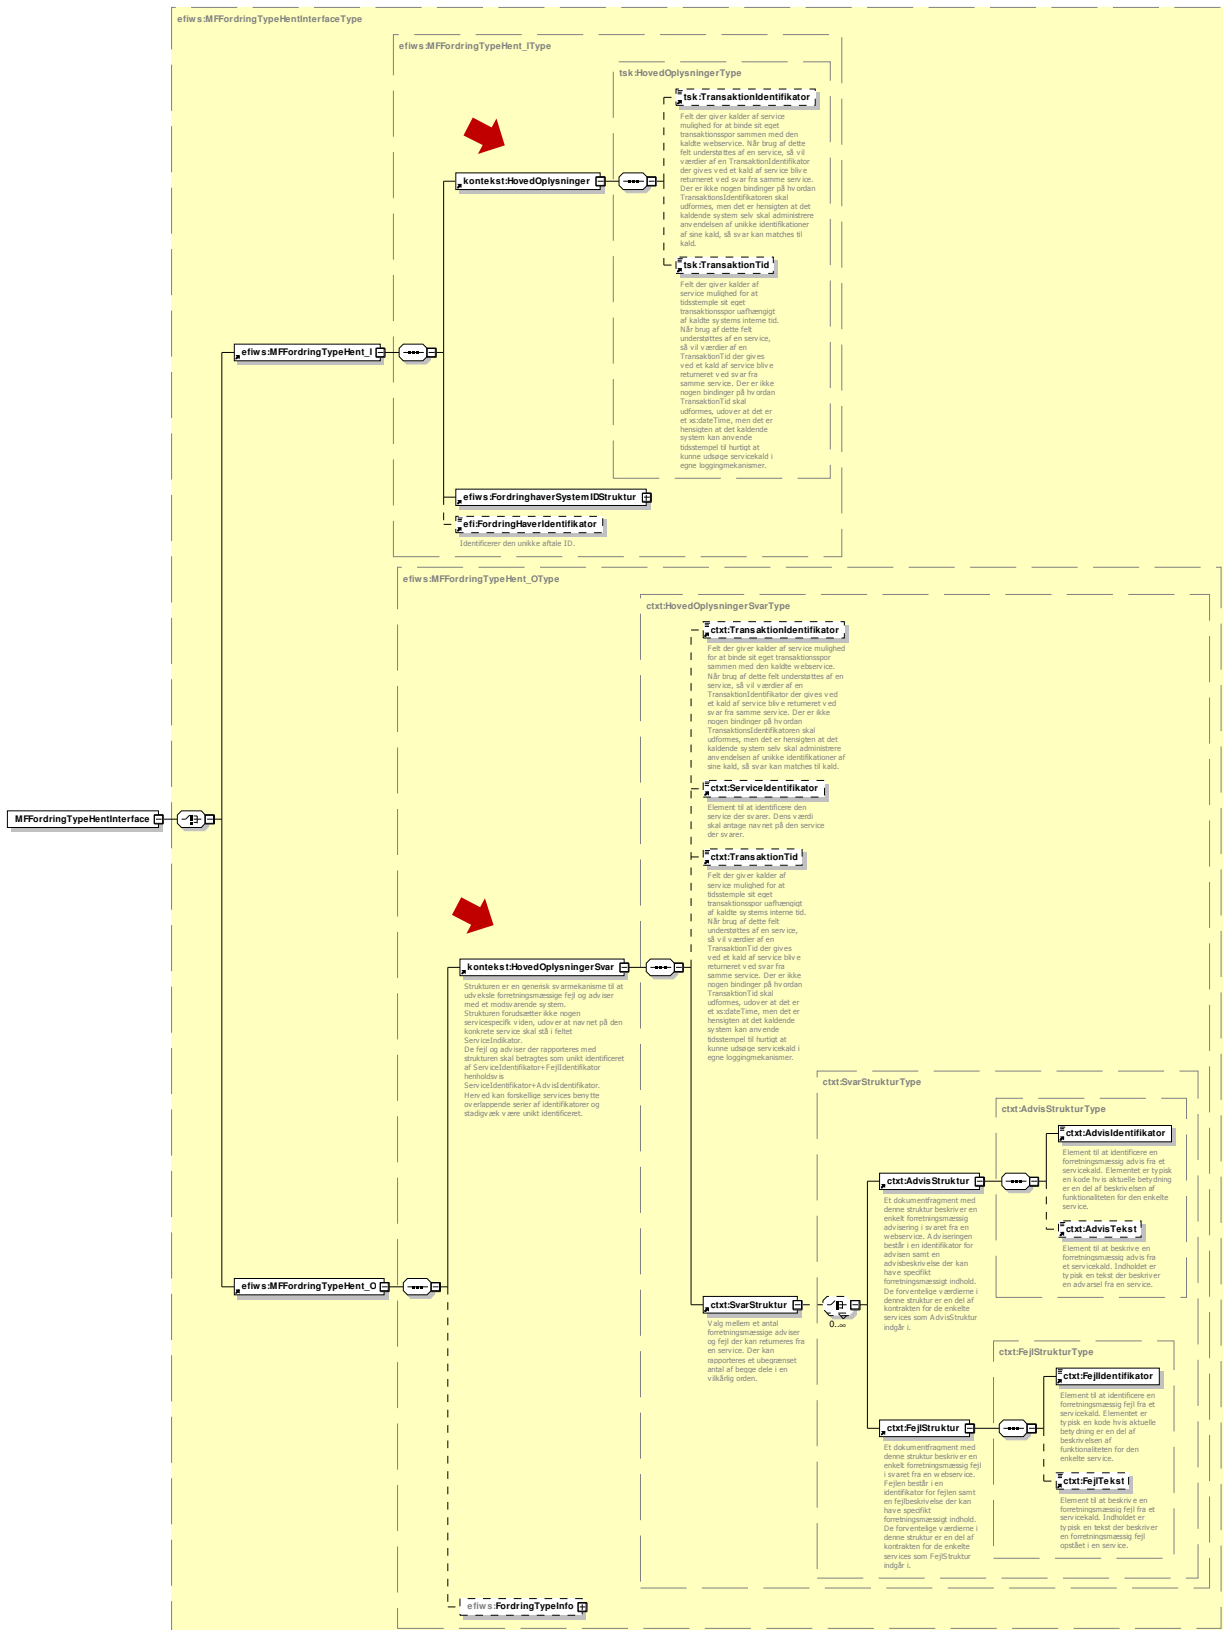 efiws:MFFordringTypeHentInterfaceType
efiws:MFFordringTypeHent_IType
tsk:HovedOplysningerType
tsk:TransaktionIdentifikator
Felt der giver kalder af service
mulighed for at binde sit eget
transaktionsspor sammen med den
kaldte webservice. Når brug af dette
felt understøttes af en service, så vil
værdier af en TransaktionIdentifikator
der gives ved et kald af service blive
returneret ved svar fra samme service.
Der er ikke nogen bindinger på hvordan
TransaktionsIdentifikatoren skal
udformes, men det er hensigten at det
kaldende system selv skal administrere
anvendelsen af unikke identifikationer
af sine kald, så svar kan matches til
kald.
kontekst:HovedOplysninger
tsk:TransaktionTid
Felt der giver kalder af
service mulighed for at
tidsstemple sit eget
transaktionsspor uafhængigt
af kaldte systems interne tid.
Når brug af dette felt
understøttes af en service,
så vil værdier af en
TransaktionTid der gives
ved et kald af service blive
returneret ved svar fra
samme service. Der er ikke
nogen bindinger på hvordan
TransaktionTid skal
udformes, udover at det er
et xs:dateTime, men det er
hensigten at det kaldende
system kan anvende
tidsstempel til hurtigt at
kunne udsøge servicekald i
egne loggingmekanismer.
efiws:MFFordringTypeHent_I
efiws:FordringhaverSystemIDStruktur
efi:FordringHaverIdentifikator
Identificerer den unikke aftale ID.
efiws:MFFordringTypeHent_OType
ctxt:HovedOplysningerSvarType
ctxt:TransaktionIdentifikator
Felt der giver kalder af service mulighed
for at binde sit eget transaktionsspor
sammen med den kaldte webservice.
Når brug af dette felt understøttes af en
service, så vil værdier af en
TransaktionIdentifikator der gives ved
et kald af service blive returneret ved
svar fra samme service. Der er ikke
nogen bindinger på hvordan
TransaktionsIdentifikatoren skal
udformes, men det er hensigten at det
kaldende system selv skal administrere
anvendelsen af unikke identifikationer af
sine kald, så svar kan matches til kald.
ctxt:ServiceIdentifikator
Element til at identificere den
service der svarer. Dens værdi
skal antage navnet på den service
der svarer.
MFFordringTypeHentInterface
ctxt:TransaktionTid
Felt der giver kalder af
service mulighed for at
tidsstemple sit eget
transaktionsspor uafhængigt
af kaldte systems interne tid.
Når brug af dette felt
understøttes af en service,
så vil værdier af en
TransaktionTid der gives
ved et kald af service blive
returneret ved svar fra
samme service. Der er ikke
nogen bindinger på hvordan
TransaktionTid skal
udformes, udover at det er
et xs:dateTime, men det er
hensigten at det kaldende
system kan anvende
tidsstempel til hurtigt at
kunne udsøge servicekald i
egne loggingmekanismer.
kontekst:HovedOplysningerSvar
Strukturen er en generisk svarmekanisme til at
udveksle forretningsmæssige fejl og adviser
med et modsvarende system.
Strukturen forudsætter ikke nogen
servicespecifk viden, udover at navnet på den
konkrete service skal stå i feltet
ServiceIndikator.
De fejl og adviser der rapporteres med
strukturen skal betragtes som unikt identificeret
af ServiceIdentifikator+FejlIdentifikator
henholdsvis
ServiceIdentifikator+AdvisIdentifikator.
Herved kan forskellige services benytte
overlappende serier af identifikatorer og
stadigvæk være unikt identificeret.
ctxt:SvarStrukturType
ctxt:AdvisStrukturType
ctxt:AdvisIdentifikator
Element til at identificere en
forretningsmæssig advis fra et
servicekald. Elementet er typisk
en kode hvis aktuelle betydning
er en del af beskrivelsen af
funktionaliteten for den enkelte
service.
ctxt:AdvisStruktur
Et dokumentfragment med
denne struktur beskriver en
enkelt forretningsmæssig
advisering i svaret fra en
webservice. Adviseringen
består i en identifikator for
advisen samt en
advisbeskrivelse der kan
have specifikt
forretningsmæssigt indhold.
De forventelige værdierne i
denne struktur er en del af
kontrakten for de enkelte
services som AdvisStruktur
indgår i.
ctxt:AdvisTekst
Element til at beskrive en
forretningsmæssig advis fra
et servicekald. Indholdet er
typisk en tekst der beskriver
en advarsel fra en service.
efiws:MFFordringTypeHent_O
ctxt:SvarStruktur
0..∞
Valg mellem et antal
forretningsmæssige adviser
og fejl der kan returneres fra
en service. Der kan
rapporteres et ubegrænset
antal af begge dele i en
vilkårlig orden.
ctxt:FejlStrukturType
ctxt:FejlIdentifikator
Element til at identificere en
forretningsmæssig fejl fra et
servicekald. Elementet er
typisk en kode hvis aktuelle
betydning er en del af
beskrivelsen af
funktionaliteten for den
enkelte service.
ctxt:FejlStruktur
Et dokumentfragment med
denne struktur beskriver en
enkelt forretningsmæssig fejl
i svaret fra en webservice.
Fejlen består i en
identifikator for fejlen samt
en fejlbeskrivelse der kan
have specifikt
forretningsmæssigt indhold.
De forventelige værdierne i
denne struktur er en del af
kontrakten for de enkelte
services som FejlStruktur
indgår i.
ctxt:FejlTekst
Element til at beskrive en
forretningsmæssig fejl fra et
servicekald. Indholdet er
typisk en tekst der beskriver
en forretningsmæssig fejl
opstået i en service.
efiws:FordringTypeInfo